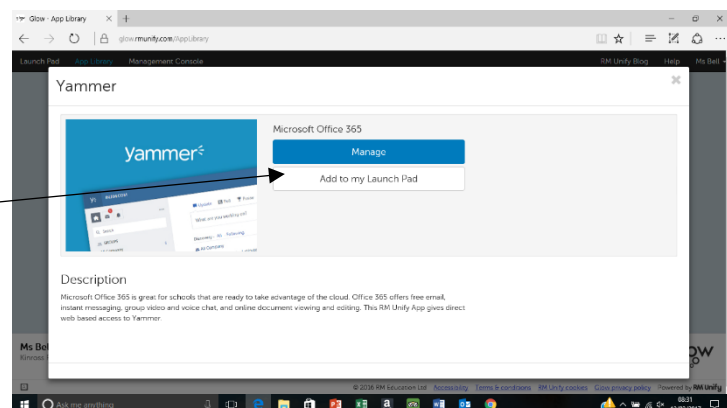 Glow - App Library
glow.rmunify.com/AppLibrary
Launch Pad App Library Management Console RM Unify Blog Help Ms Bell
Yammer
Microsoft Office 365
Manage
Add to my Launch Pad
yammer
Description
Microsoft Office 365 is great for schools that are ready to take advantage of the cloud. Office 365 offers free email,
instant messaging, group video and voice chat, and online document viewing and editing. This RM Unify App gives direct
web based access to Yammer.
Ms Bel
Kinross
ow
© 2016 RM Education Ltd Accessibility Terms & conditions RM Unify cookies Glow privacy policy Powered by RM Unify
Ask me anything
08:31